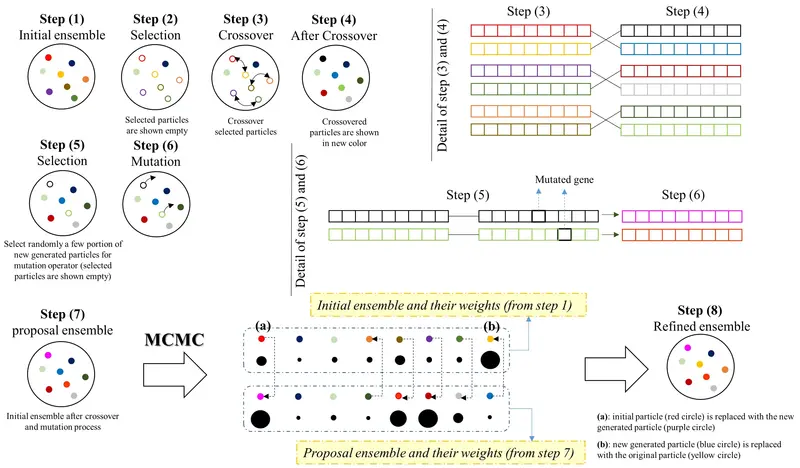 Step (1)
Initial ensemble
Step (2)
Selection
Selected particles
are shown empty
Step (3)
Crossover
Crossover
selected particles
Step (4)
After Crossover
Crossovered
particles are shown
in new color
Detail of step (3) and (4)
Step (3)
Step (4)
Step (5)
Selection
Select randomly a few portion of
new generated particles for
mutation operator (selected
particles are shown empty)
Step (6)
Mutation
Detail of step (5) and (6)
Step (5)
Mutated gene
Step (6)
Step (7)
proposal ensemble
Initial ensemble after crossover
and mutation process
MCMC
Initial ensemble and their weights (from step 1)
(a)
(b)
Proposal ensemble and their weights (from step 7)
Step (8)
Refined ensemble
(a): initial particle (red circle) is replaced with the new
generated particle (purple circle)
(b): new generated particle (blue circle) is replaced
with the original particle (yellow circle)